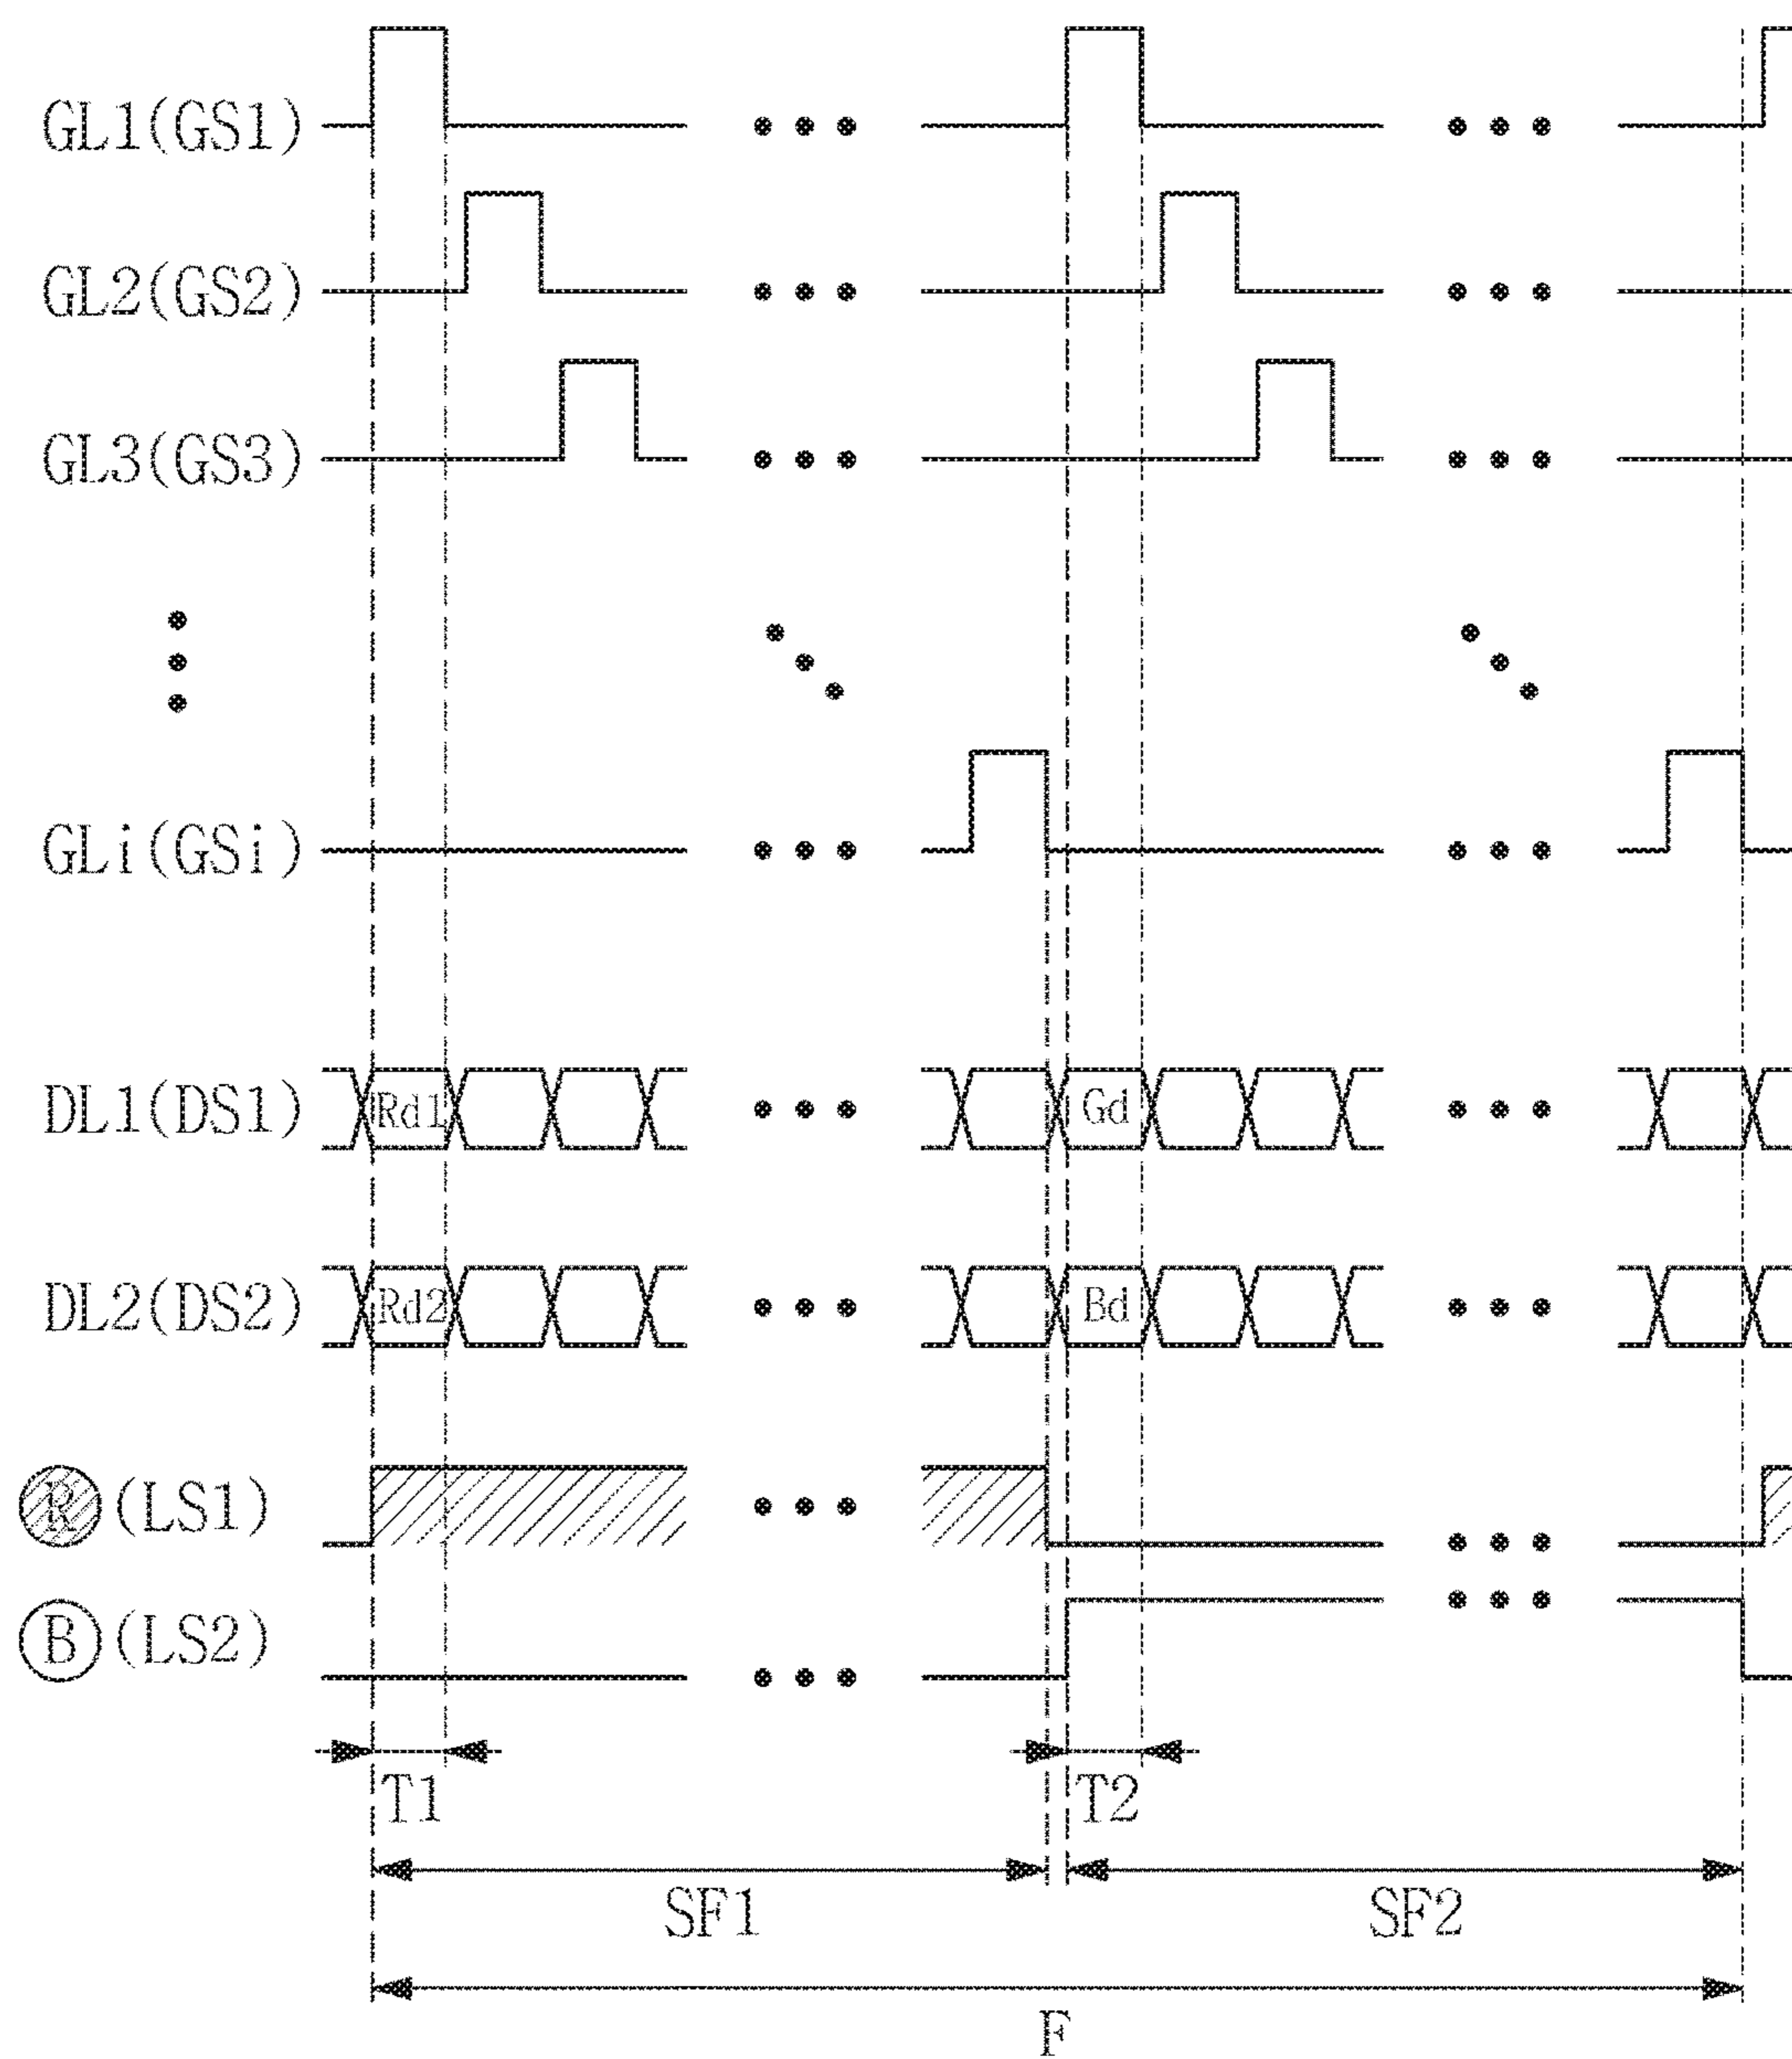 GL1(GS1)
GL2(GS2)
GL3(GS3)
GLi(GSi)
DL1(DS1) Rd1 Gd
DL2(DS2) Rd2 Bd
R (LS1)
B (LS2)
T1 T2
SF1 SF2
F